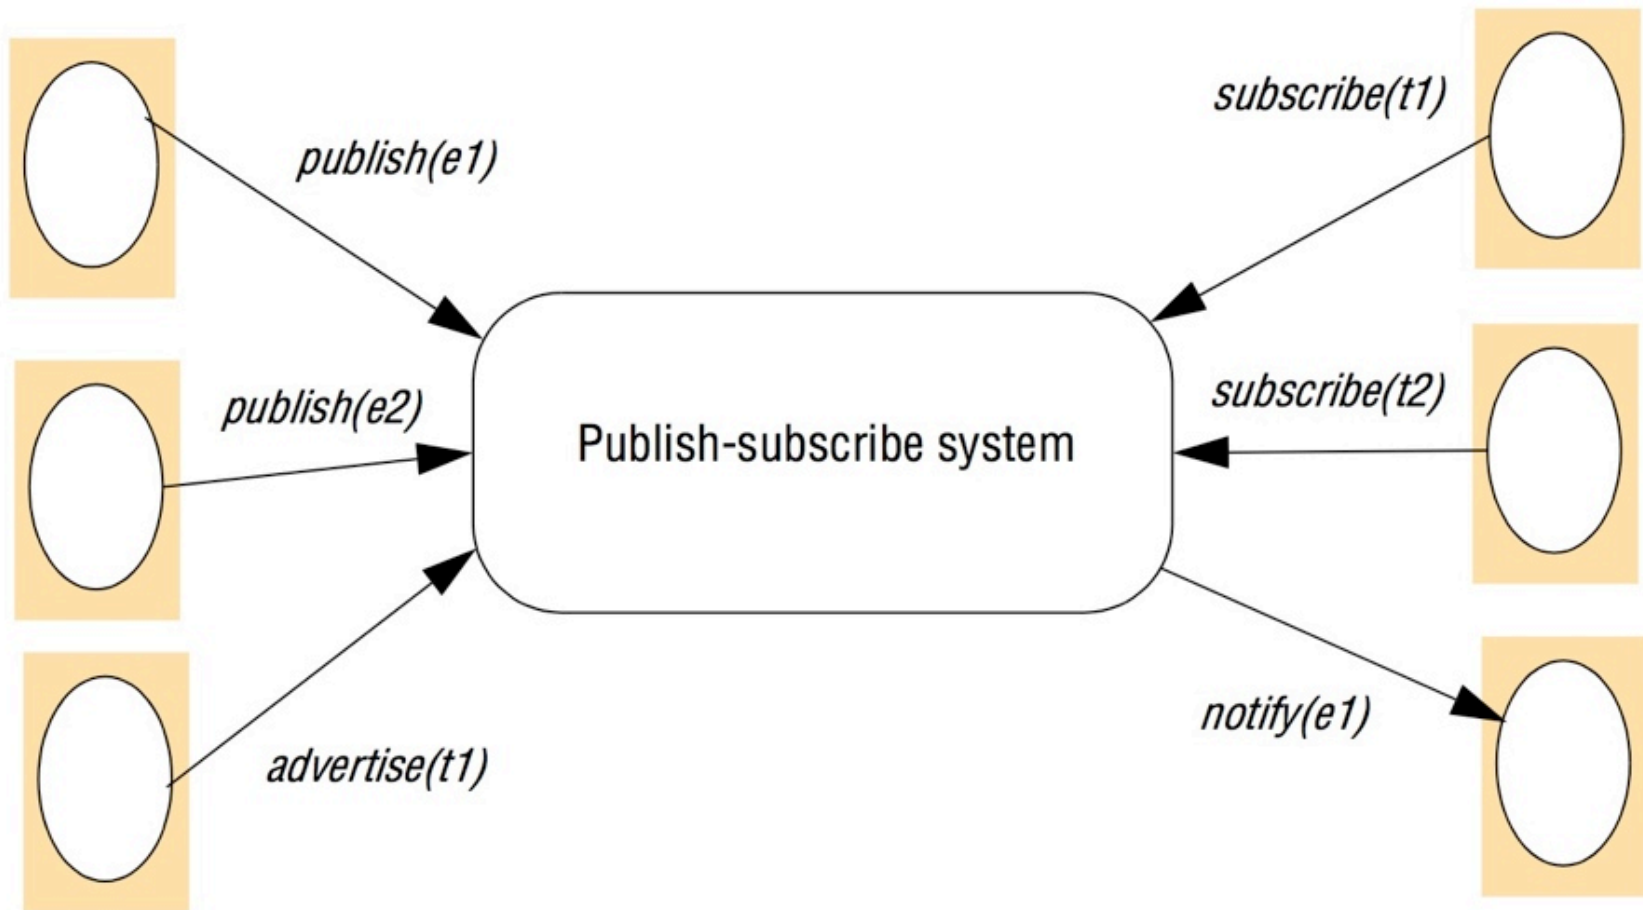 publish(e1)
subscribe(t1)
publish(e2)
Publish-subscribe system
subscribe(t2)
advertise(t1)
notify(e1)